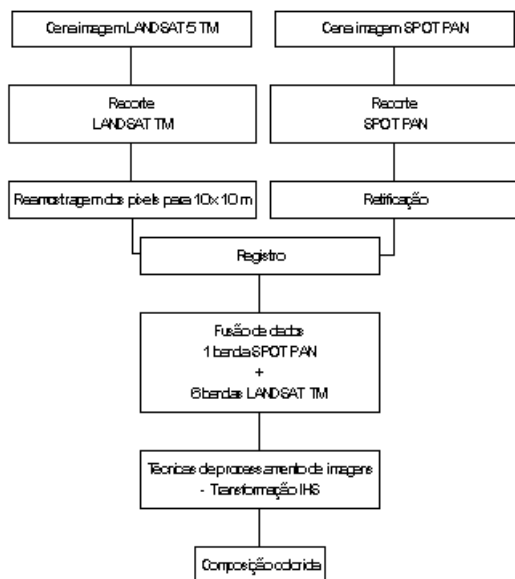 Cena imagem LANDSAT 5 TM
Cena imagem SPOT PAN
Recorte
LANDSAT TM
Recorte
SPOT PAN
Reamostragem dos pixels para 10 x 10 m
Retificação
Registro
Fusão de dados
1 banda SPOT PAN
+
6 bandas LANDSAT TM
Técnicas de processamento de imagens
- Transformação IHS
Composição colorida